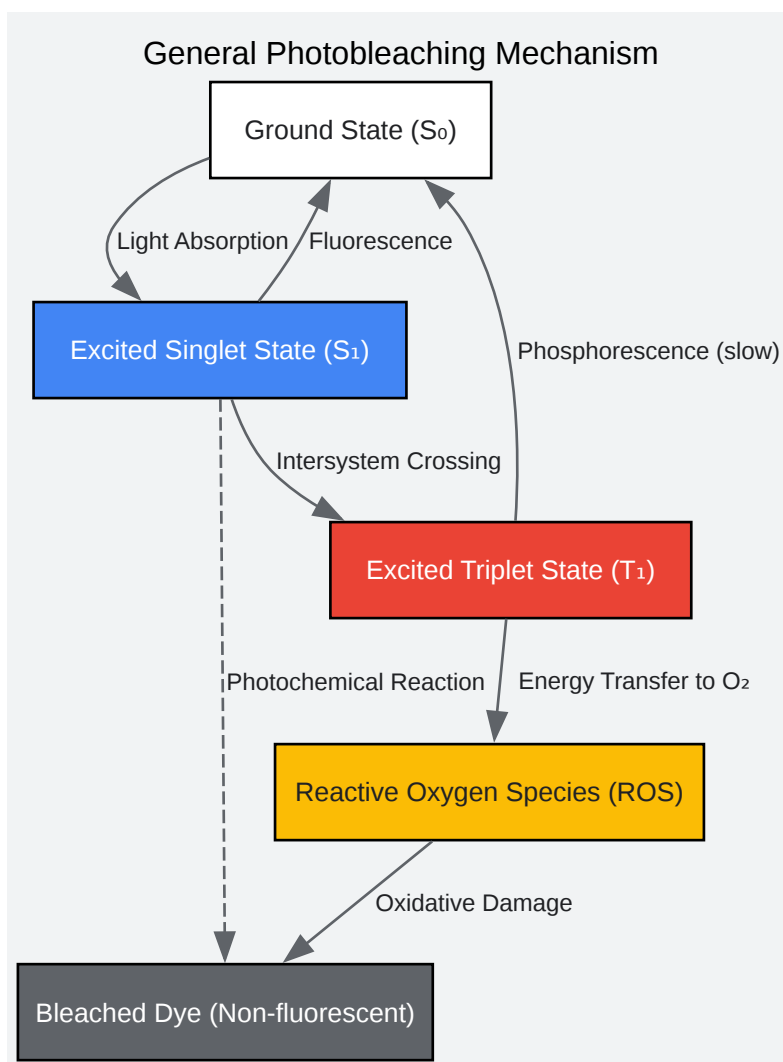 General Photobleaching Mechanism
Ground State (S₀)
Light Absorption
Fluorescence
Excited Singlet State (S₁)
Phosphorescence (slow)
Intersystem Crossing
Excited Triplet State (T₁)
Photochemical Reaction
Energy Transfer to O₂
Reactive Oxygen Species (ROS)
Oxidative Damage
Bleached Dye (Non-fluorescent)